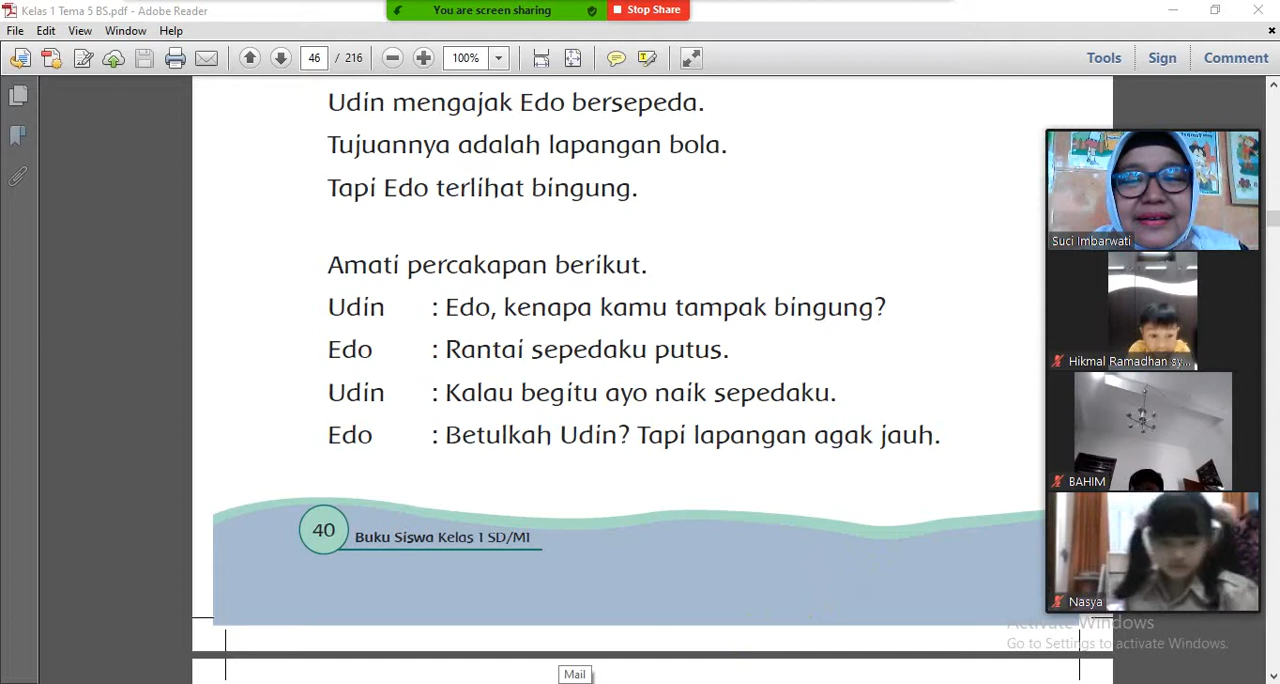 Kelas 1 Tema 5 BS.pdf - Adobe Reader
You are screen sharing
Stop Share
File Edit View Window Help
46 / 216
100%
Tools Sign Comment
Udin mengajak Edo bersepeda.
Tujuannya adalah lapangan bola.
Tapi Edo terlihat bingung.
Amati percakapan berikut.
Udin : Edo, kenapa kamu tampak bingung?
Edo : Rantai sepedaku putus.
Udin : Kalau begitu ayo naik sepedaku.
Edo : Betulkah Udin? Tapi lapangan agak jauh.
40
Buku Siswa Kelas 1 SD/MI
Suci Imbarwati
Hikmal Ramadhan sy...
BAHIM
Nasya
Activate Windows
Go to Settings to activate Windows.
Mail